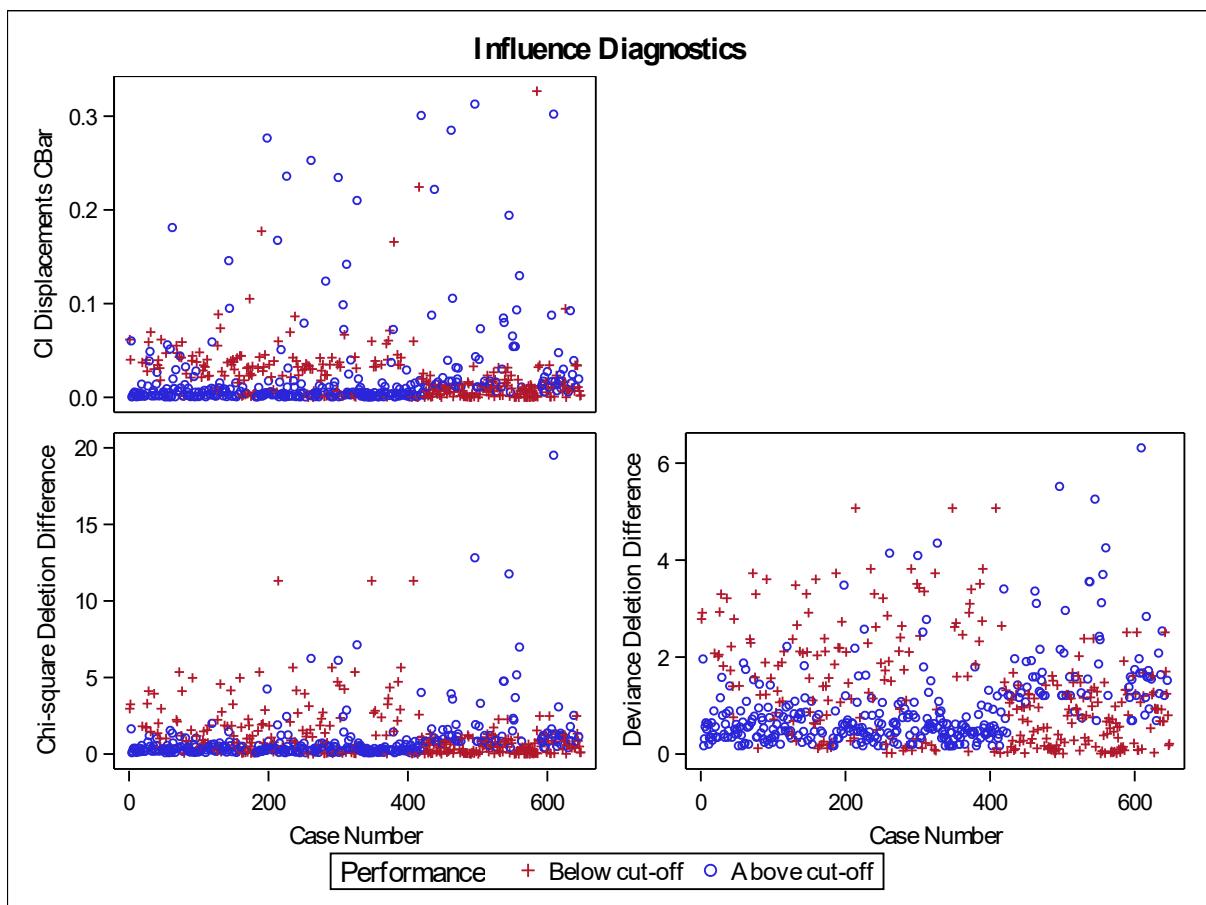 Influence Diagnostics
CI Displacements CBar
0.3
0.2
0.1
0.0
Chi-square Deletion Difference
20
15
10
5
0
0 200 400 600
Case Number
Deviance Deletion Difference
6
4
2
0
0 200 400 600
Case Number
Performance + Below cut-off o Above cut-off